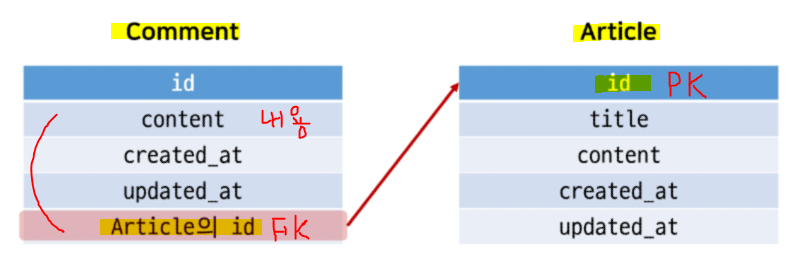 Comment
id
content 내용
created_at
updated_at
Article의 id FK
Article
id PK
title
content
created_at
updated_at